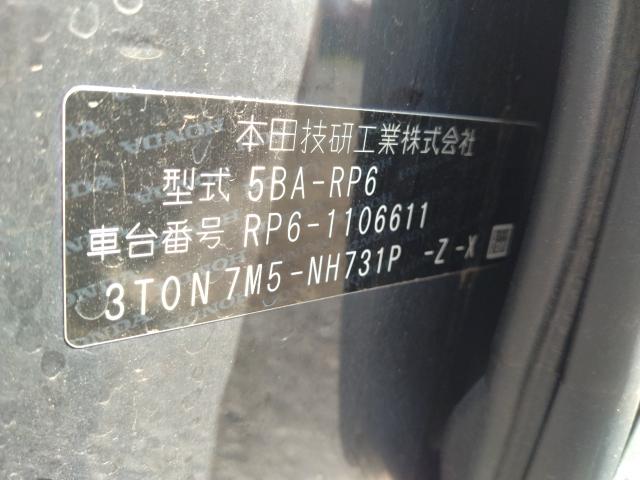 本田技研工業株式会社
型式 5BA-RP6
車台番号 RP6-1106611
3TON 7M5-NH731P -Z-X